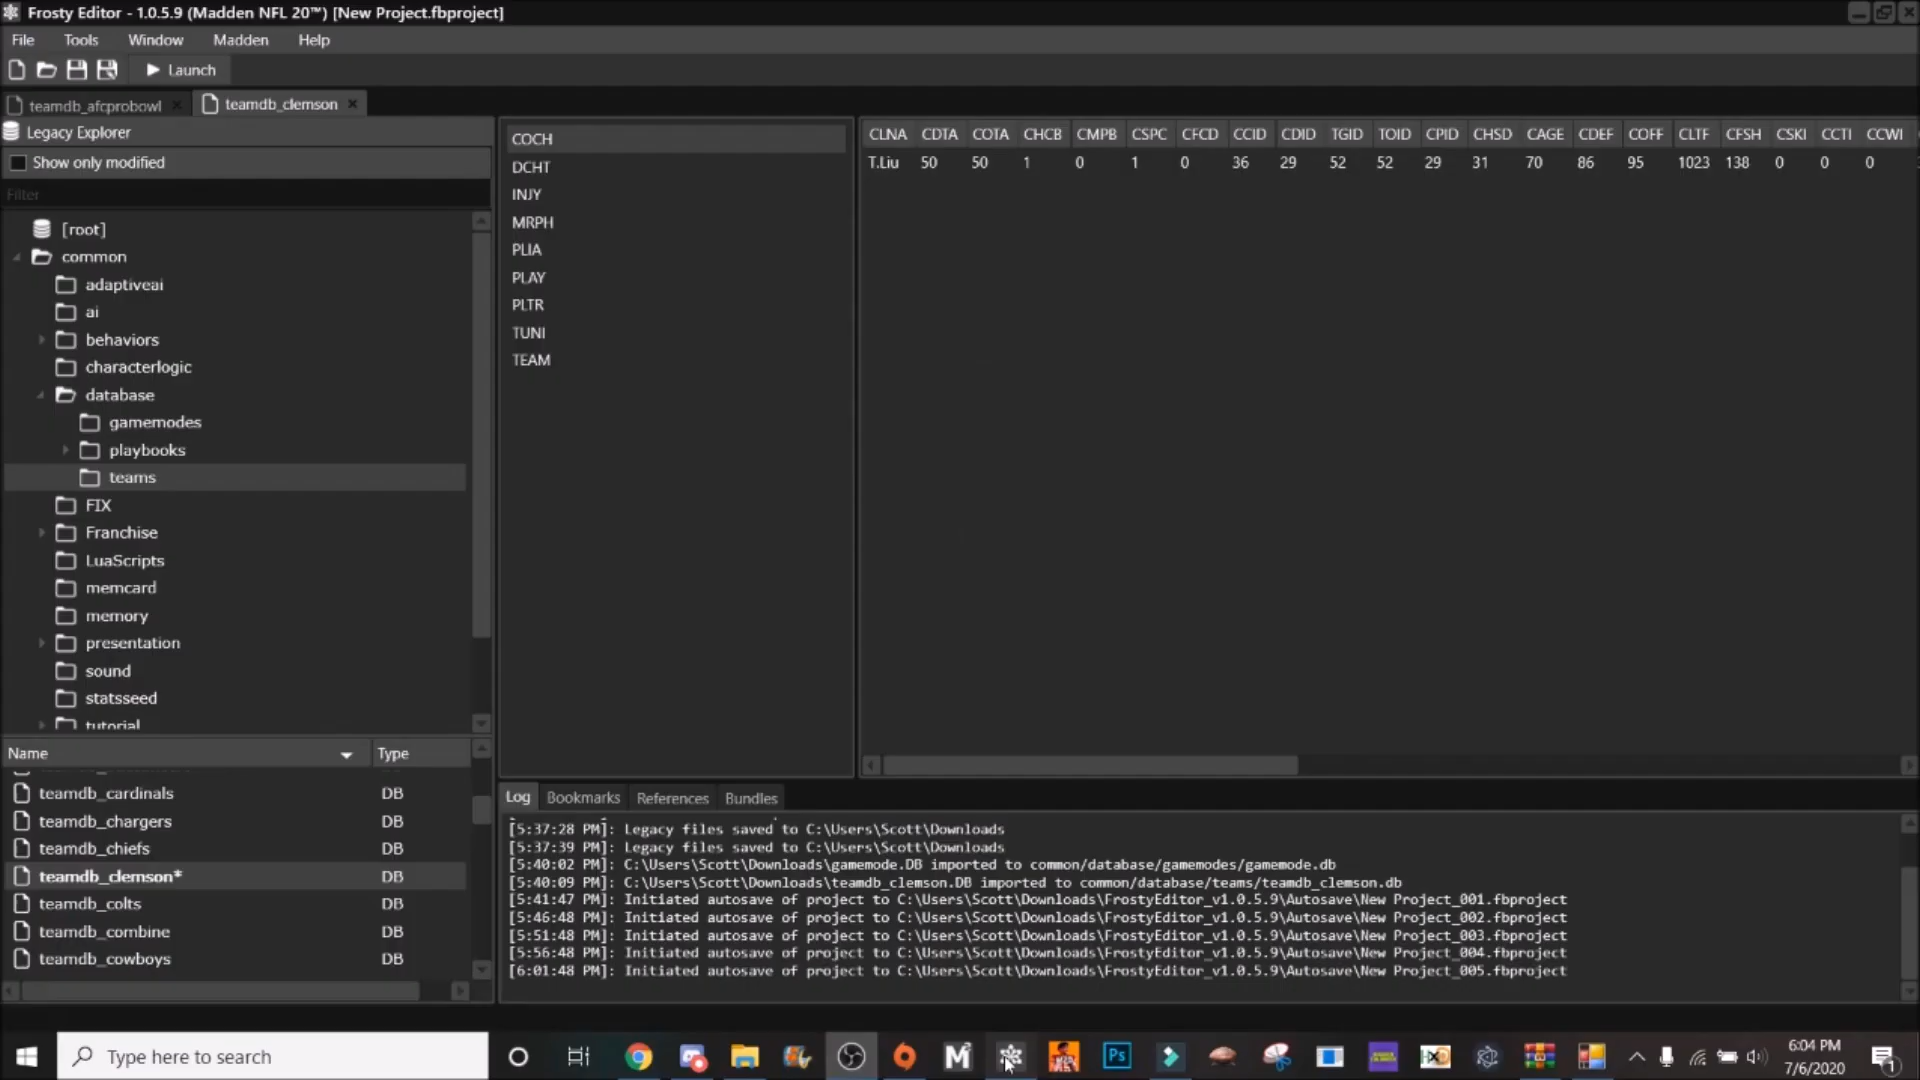 Frosty Editor - 1.0.5.9 (Madden NFL 20™) [New Project.fbproject]
File Tools Window Madden Help
Launch
teamdb_afcprobowl
teamdb_clemson
Legacy Explorer
Show only modified
Filter
[root]
common
adaptiveai
ai
behaviors
characterlogic
database
gamemodes
playbooks
teams
FIX
Franchise
LuaScripts
memcard
memory
presentation
sound
statsseed
tutorial
Name Type
teamdb_cardinals DB
teamdb_chargers DB
teamdb_chiefs DB
teamdb_clemson* DB
teamdb_colts DB
teamdb_combine DB
teamdb_cowboys DB
COCH
DCHT
INJY
MRPH
PLIA
PLAY
PLTR
TUNI
TEAM
CLNA CDTA COTA CHCB CMPB CSPC CFCD CCID CDID TGID TOID CPID CHSD CAGE CDEF COFF CLTF CFSH CSKI CCTI CCWI
T.Liu 50 50 1 0 1 0 36 29 52 52 29 31 70 86 95 1023 138 0 0 0
Log Bookmarks References Bundles
[5:37:28 PM]: Legacy files saved to C:\Users\Scott\Downloads
[5:37:39 PM]: Legacy files saved to C:\Users\Scott\Downloads
[5:40:02 PM]: C:\Users\Scott\Downloads\gamemode.DB imported to common/database/gamemodes/gamemode.db
[5:40:09 PM]: C:\Users\Scott\Downloads\teamdb_clemson.DB imported to common/database/teams/teamdb_clemson.db
[5:41:47 PM]: Initiated autosave of project to C:\Users\Scott\Downloads\FrostyEditor_v1.0.5.9\Autosave\New Project_001.fbproject
[5:46:48 PM]: Initiated autosave of project to C:\Users\Scott\Downloads\FrostyEditor_v1.0.5.9\Autosave\New Project_002.fbproject
[5:51:48 PM]: Initiated autosave of project to C:\Users\Scott\Downloads\FrostyEditor_v1.0.5.9\Autosave\New Project_003.fbproject
[5:56:48 PM]: Initiated autosave of project to C:\Users\Scott\Downloads\FrostyEditor_v1.0.5.9\Autosave\New Project_004.fbproject
[6:01:48 PM]: Initiated autosave of project to C:\Users\Scott\Downloads\FrostyEditor_v1.0.5.9\Autosave\New Project_005.fbproject
Type here to search
M
Ps
6:04 PM
7/6/2020
1